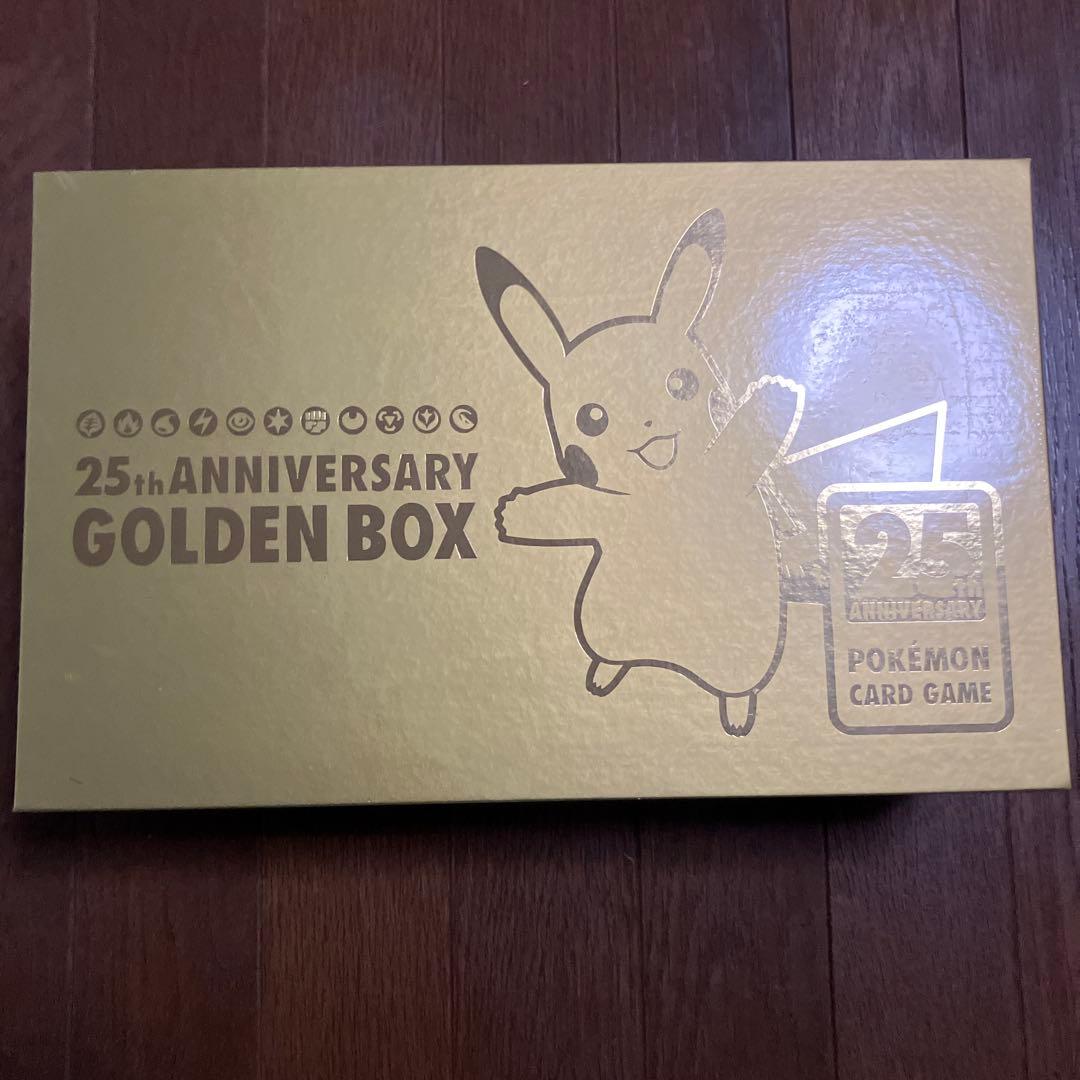 25th ANNIVERSARY
GOLDEN BOX
25th
ANNIVERSARY
POKÉMON
CARD GAME